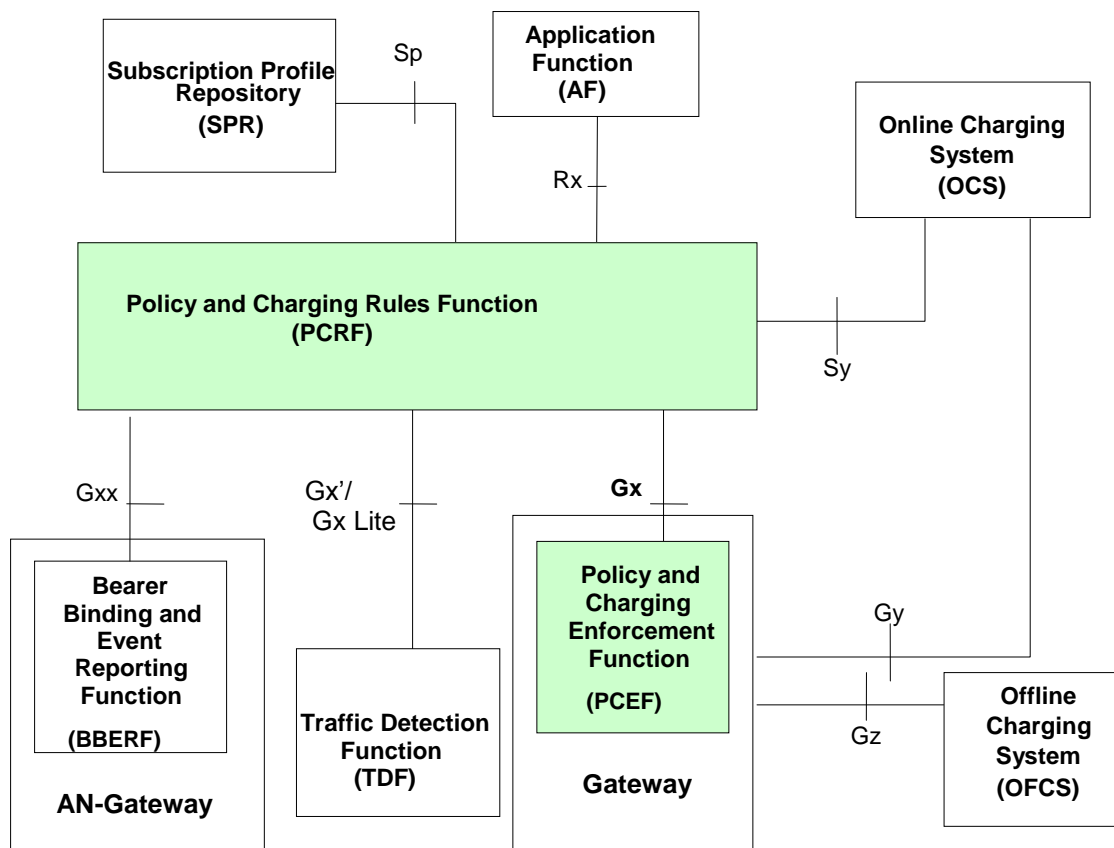 Subscription Profile
Repository
(SPR)
Sp
Application
Function
(AF)
Online Charging
System
(OCS)
Rx
Policy and Charging Rules Function
(PCRF)
Sy
Gxx
Gx’/
Gx Lite
Gx
Bearer
Binding and
Event
Reporting
Function
(BBERF)
AN-Gateway
Traffic Detection
Function
(TDF)
Policy and
Charging
Enforcement
Function
(PCEF)
Gateway
Gy
Gz
Offline
Charging
System
(OFCS)